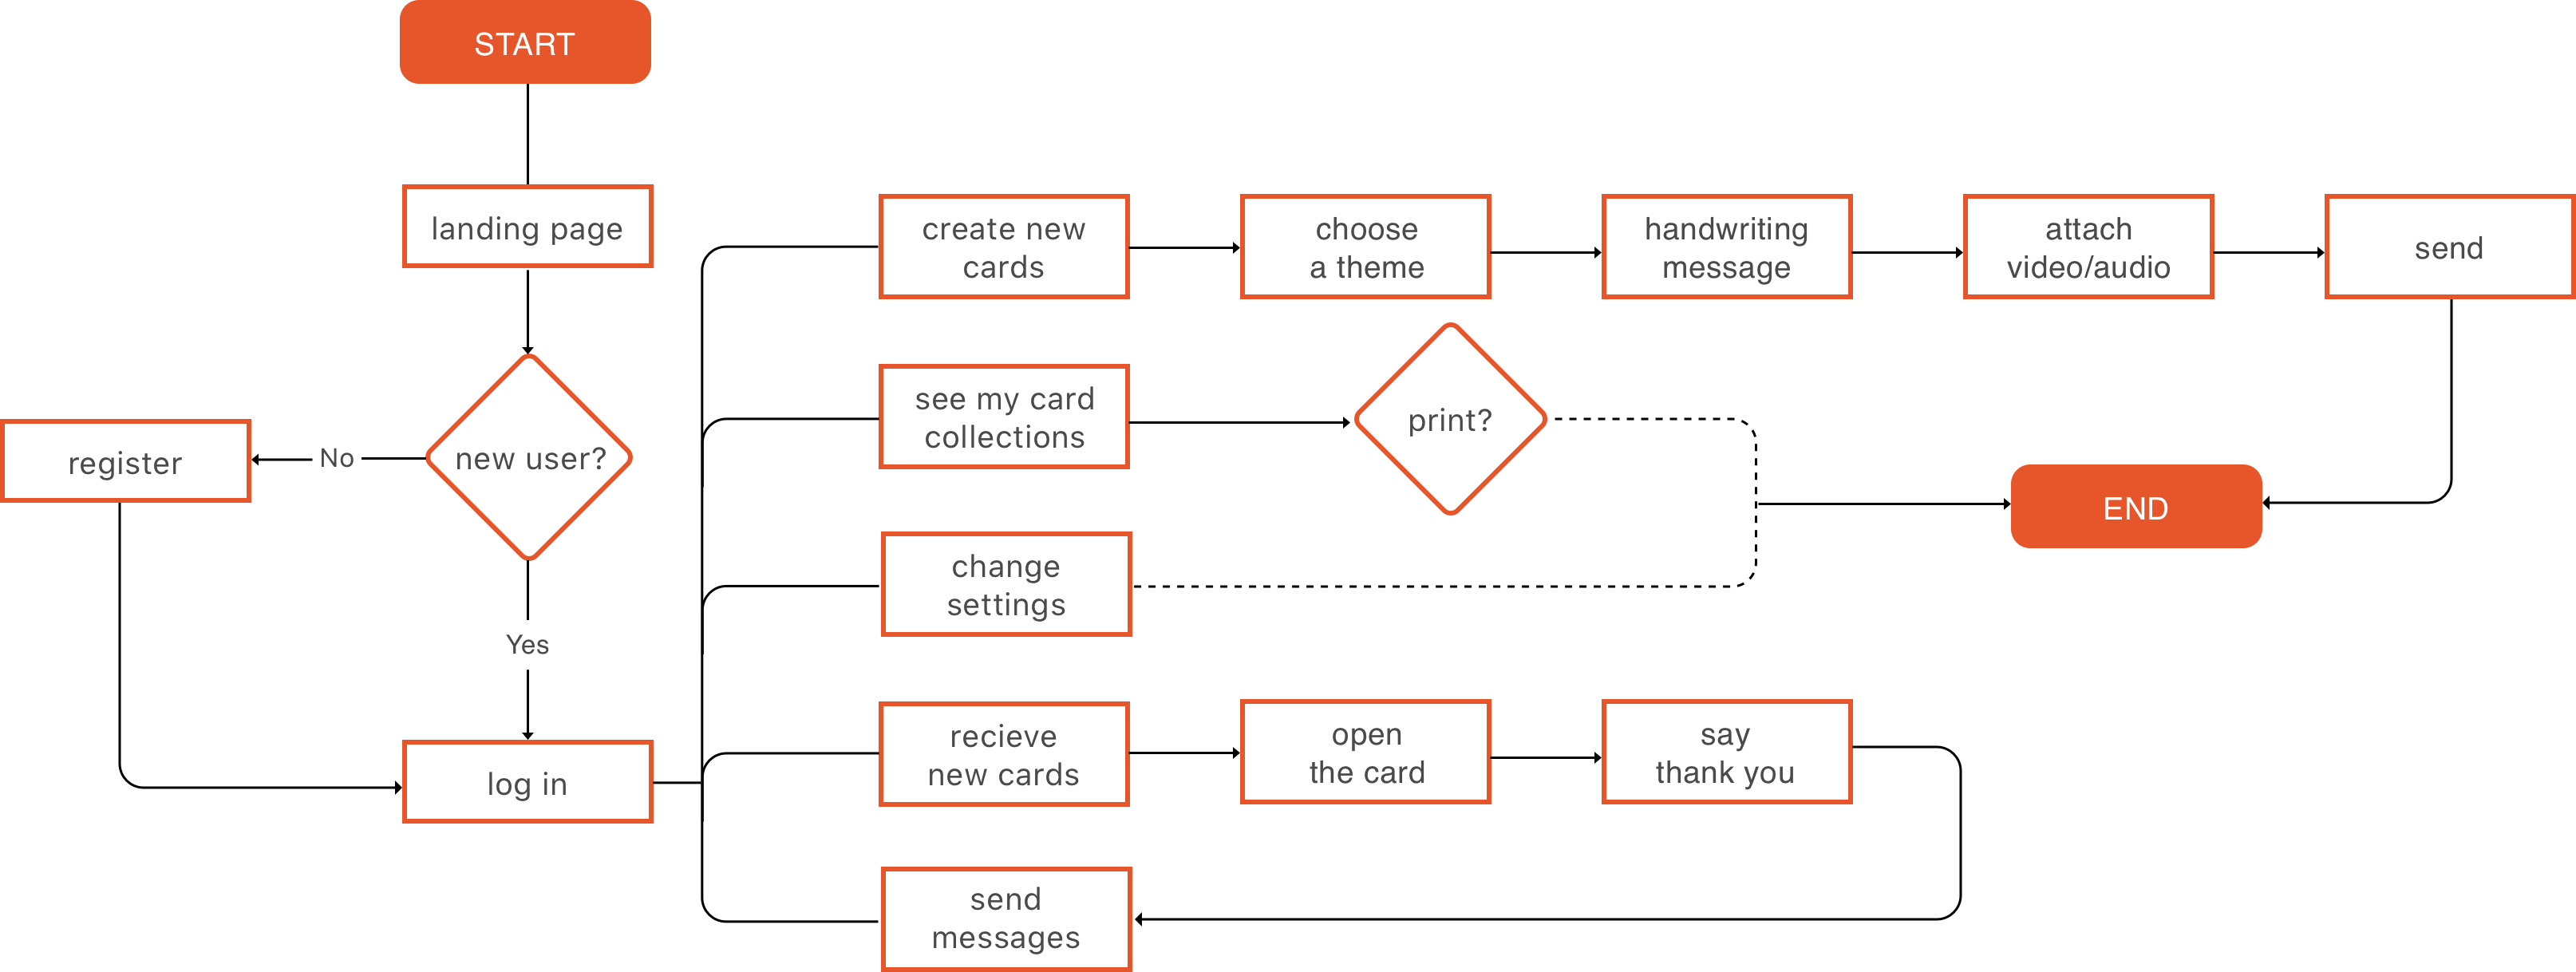 START
landing page
new user?
No
register
Yes
log in
create new
cards
choose
a theme
handwriting
message
attach
video/audio
send
see my card
collections
print?
change
settings
END
recieve
new cards
open
the card
say
thank you
send
messages